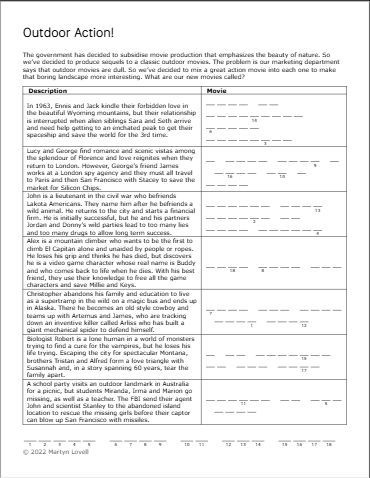 Outdoor Action!
The government has decided to subsidise movie production that emphasizes the beauty of nature. So
we've decided to produce sequels to a classic outdoor movies. The problem is our marketing department
says that outdoor movies are dull. So we've decided to mix a great action movie into each one to make
that boring landscape more interesting. What are our new movies called?
Description Movie
In 1963, Ennis and Jack kindle their forbidden love in
the beautiful Wyoming mountains, but their relationship
is interrupted when alien siblings Sara and Seth arrive
and need help getting to an enchanted peak to get their
spaceship and save the world for the 3rd time.
14
6
3
Lucy and George find romance and scenic vistas among
the splendour of Florence and love reignites when they
return to London. However, George's friend James
works at a London spy agency and they must all travel
to Paris and then San Francisco with Stacey to save the
market for Silicon Chips.
9
16 10
John is a lieutenant in the civil war who befriends
Lakota Americans. They name him after he befriends a
wild animal. He returns to the city and starts a financial
firm. He is initially successful, but he and his partners
Jordan and Donny's wild parties lead to too many lies
and too many drugs to allow long term success.
13
2
4
Alex is a mountain climber who wants to be the first to
climb El Capitan alone and unaided by people or ropes.
He loses his grip and thinks he has died, but discovers
he is a video game character whose real name is Buddy
and who comes back to life when he dies. With his best
friend, they use their knowledge to free all the game
characters and save Millie and Keys.
18 8
Christopher abandons his family and education to live
as a supertramp in the wild on a magic bus and ends up
in Alaska. There he becomes an old style cowboy and
teams up with Artemus and James, who are tracking
down an inventive killer called Arliss who has built a
giant mechanical spider to defend himself.
7
1 12
Biologist Robert is a lone human in a world of monsters
trying to find a cure for the vampires, but he loses his
life trying. Escaping the city for spectacular Montana,
brothers Tristan and Alfred form a love triangle with
Susannah and, in a story spanning 60 years, tear the
family apart.
15
17
A school party visits an outdoor landmark in Australia
for a picnic, but students Miranda, Irma and Marion go
missing, as well as a teacher. The FBI send their agent
John and scientist Stanley to the abandoned island
location to rescue the missing girls before their captor
can blow up San Francisco with missiles.
11 5
1 2 3 4 5 6 7 8 9 10 11 12 13 14 15 16 17 18
© 2022 Martyn Lovell